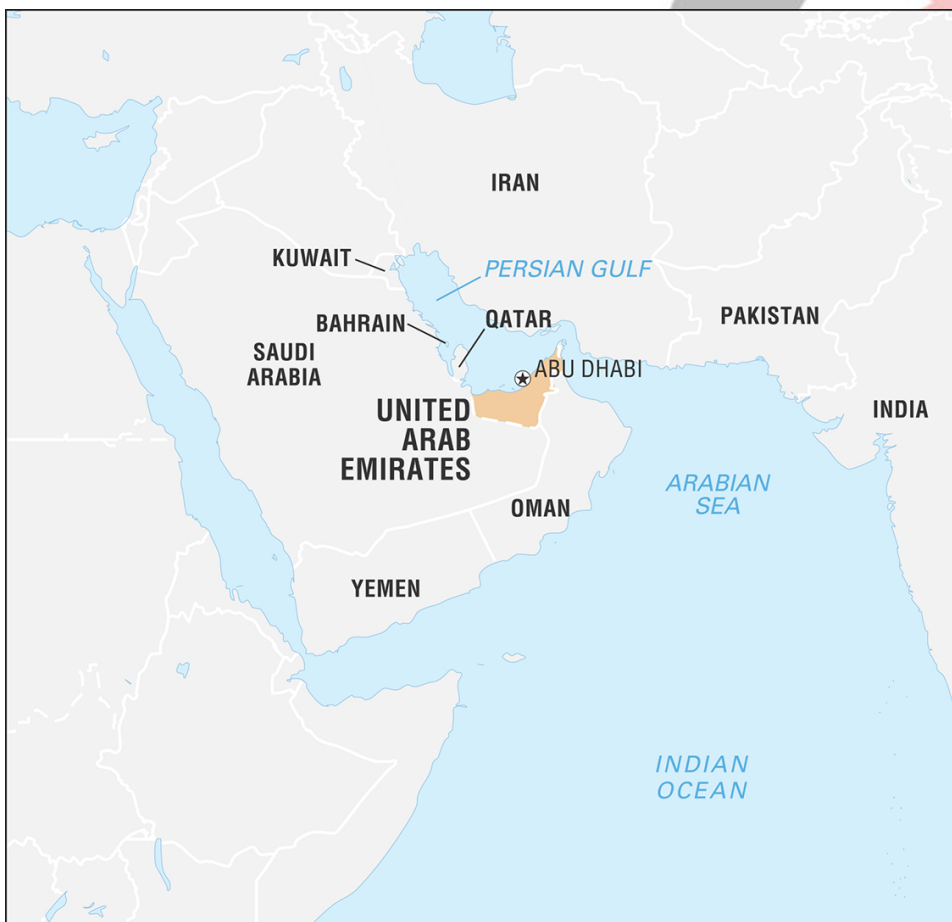 IRAN
KUWAIT
PERSIAN GULF
BAHRAIN
QATAR
PAKISTAN
SAUDI
ARABIA
ABU DHABI
UNITED
ARAB
EMIRATES
INDIA
ARABIAN
SEA
OMAN
YEMEN
INDIAN
OCEAN